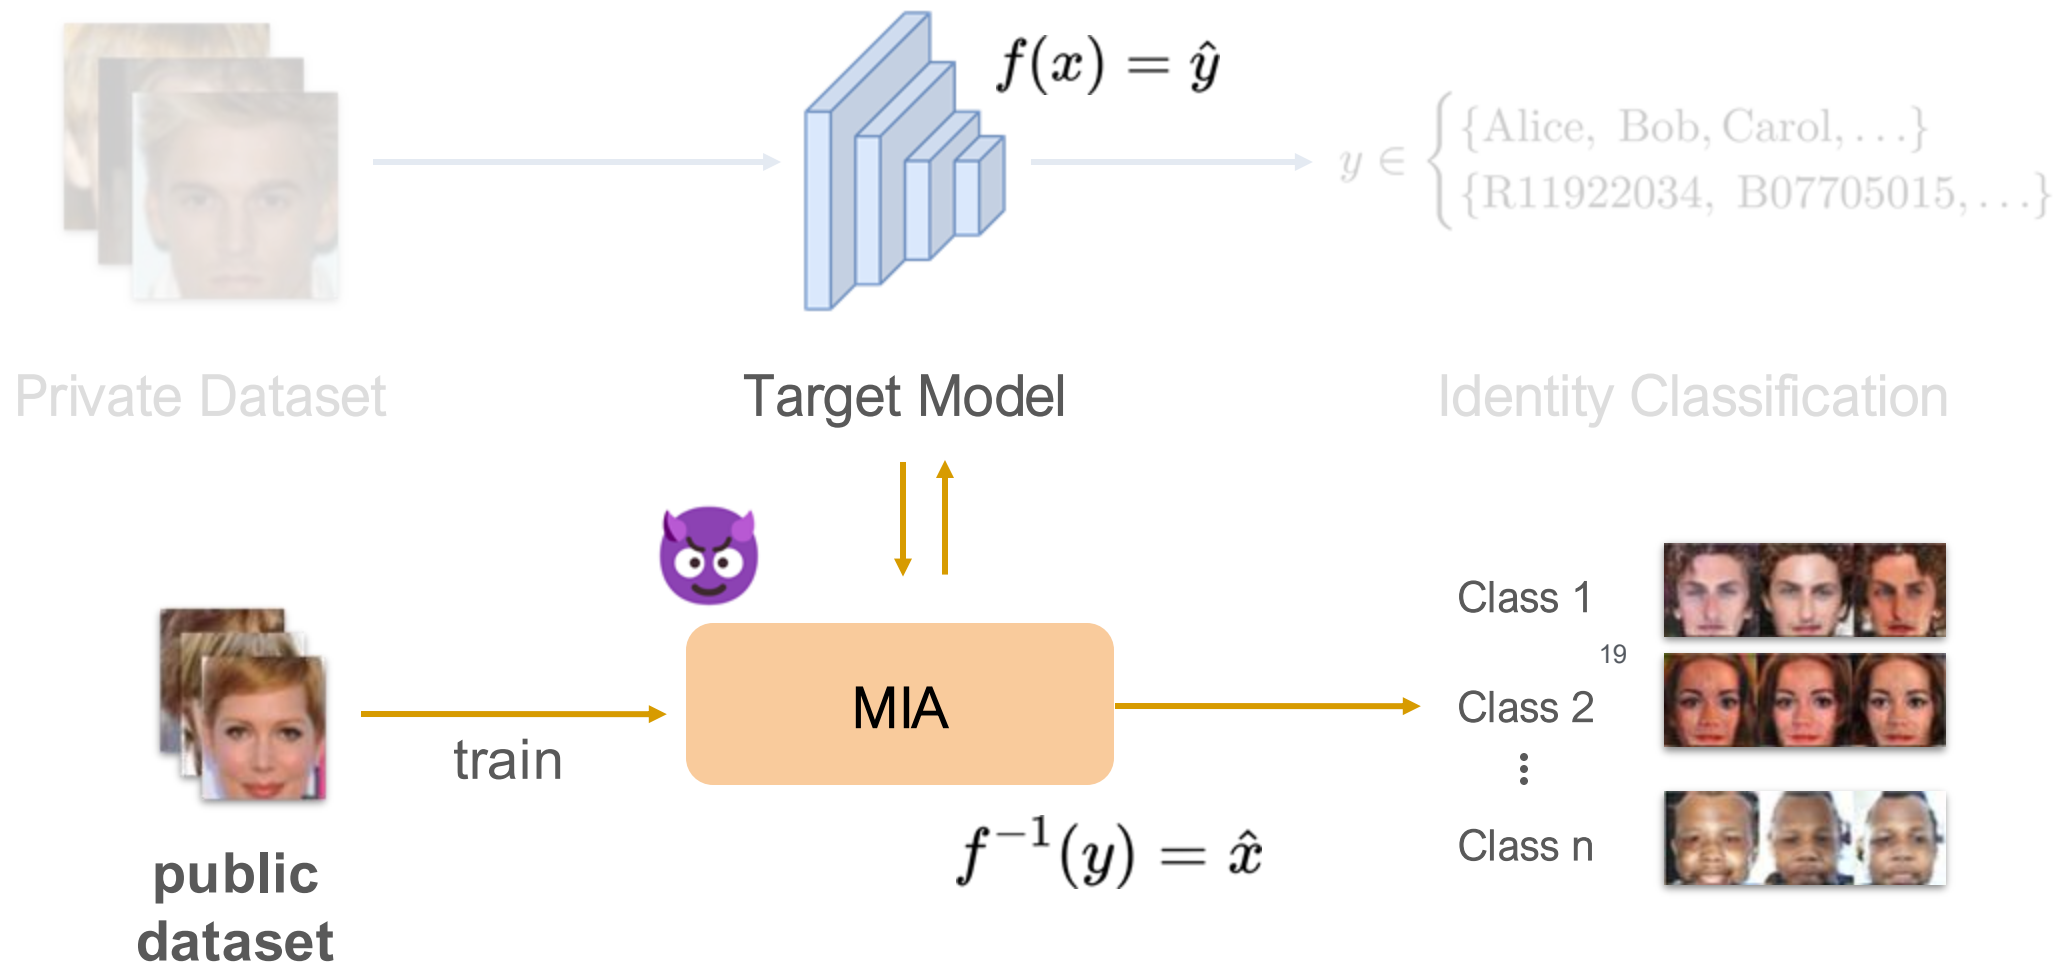 f(x) = ŷ
y ∈ { {Alice, Bob, Carol, ...}
{R11922034, B07705015, ...}
Private Dataset
Target Model
Identity Classification
Class 1
19
MIA
Class 2
train
⋮
f⁻¹(y) = x̂
Class n
public
dataset